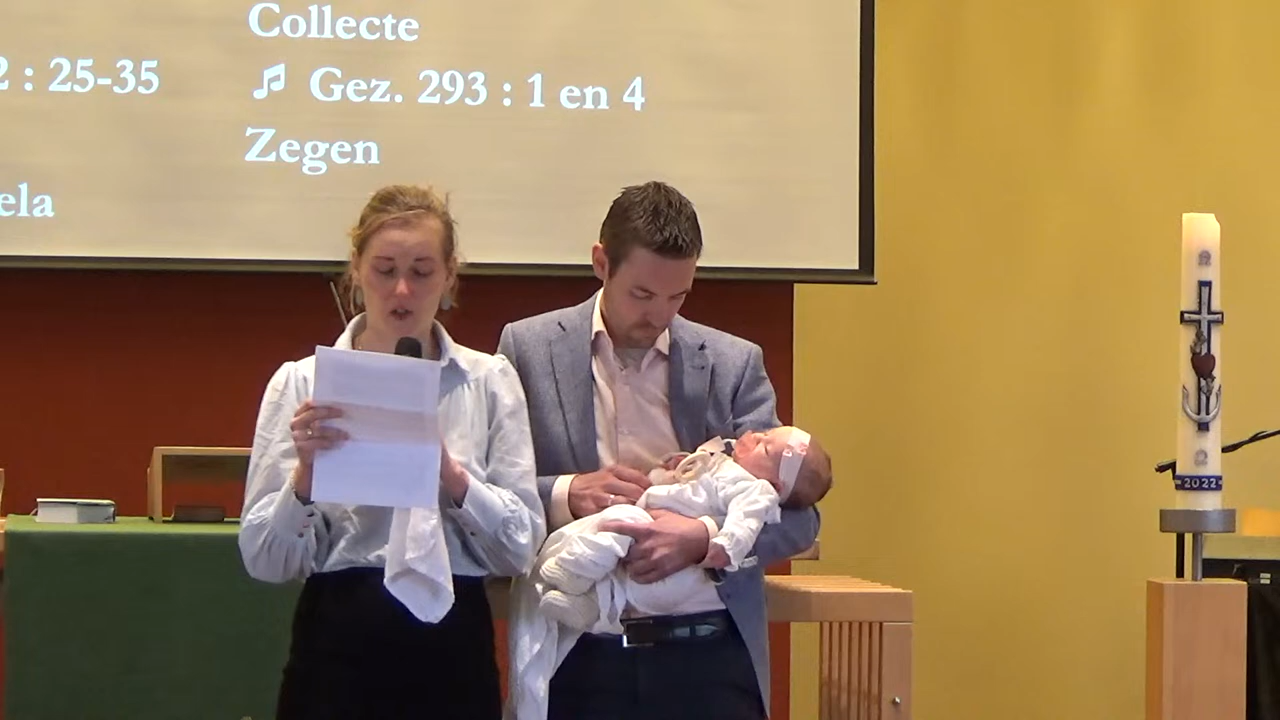 2 : 25-35
ela
Collecte
♫ Gez. 293 : 1 en 4
Zegen
2022